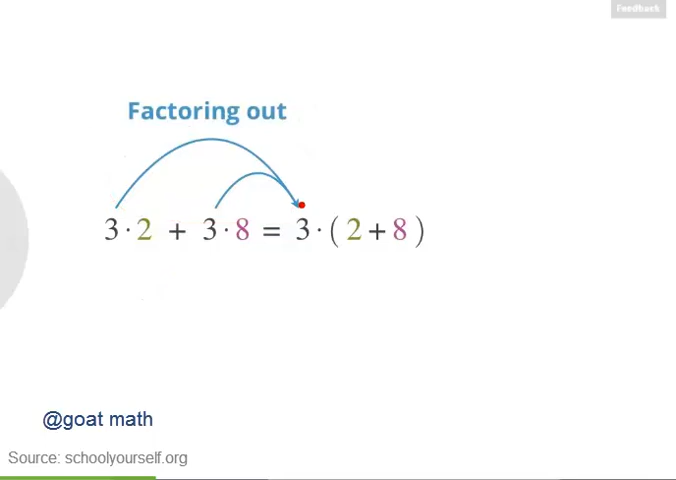 Feedback
Factoring out
3 · 2 + 3 · 8 = 3 · ( 2 + 8 )
@goat math
Source: schoolyourself.org